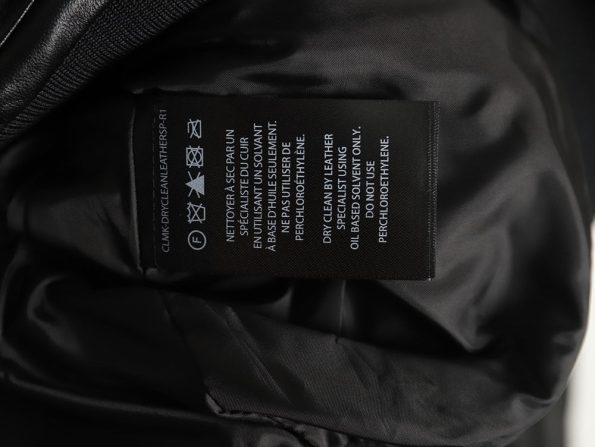 CLMK-DRYCLEANLEATHERSP-R1
F
NETTOYER À SEC PAR UN
SPÉCIALISTE DU CUIR
EN UTILISANT UN SOLVANT
À BASE D'HUILE SEULEMENT.
NE PAS UTILISER DE
PERCHLOROÉTHYLÈNE.
DRY CLEAN BY LEATHER
SPECIALIST USING
OIL BASED SOLVENT ONLY.
DO NOT USE
PERCHLOROETHYLENE.